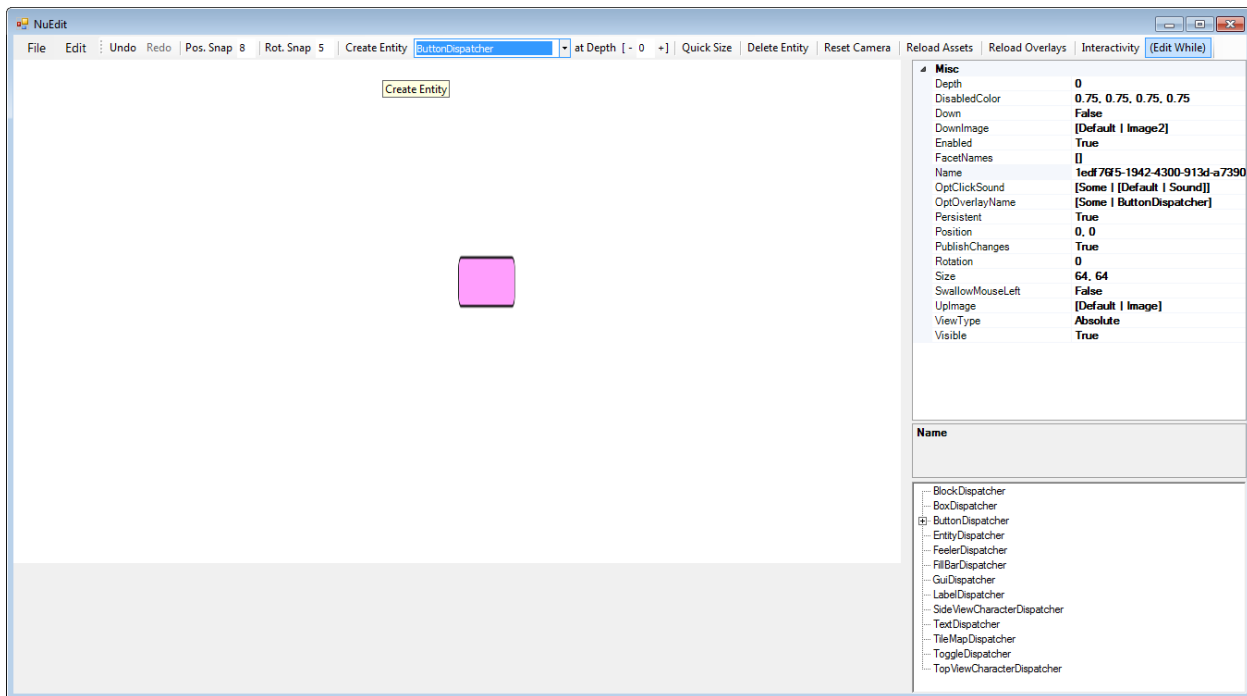 NuEdit
File Edit Undo Redo Pos. Snap 8 Rot. Snap 5 Create Entity ButtonDispatcher at Depth [ - 0 +] Quick Size Delete Entity Reset Camera Reload Assets Reload Overlays Interactivity (Edit While)
Create Entity
Misc
Depth 0
DisabledColor 0.75, 0.75, 0.75, 0.75
Down False
DownImage [Default | Image2]
Enabled True
FacetNames []
Name 1edf76f5-1942-4300-913d-a7390
OptClickSound [Some | [Default | Sound]]
OptOverlayName [Some | ButtonDispatcher]
Persistent True
Position 0, 0
PublishChanges True
Rotation 0
Size 64, 64
SwallowMouseLeft False
UpImage [Default | Image]
ViewType Absolute
Visible True
Name
BlockDispatcher
BoxDispatcher
ButtonDispatcher
EntityDispatcher
FeelerDispatcher
FillBarDispatcher
GuiDispatcher
LabelDispatcher
SideViewCharacterDispatcher
TextDispatcher
TileMapDispatcher
ToggleDispatcher
TopViewCharacterDispatcher